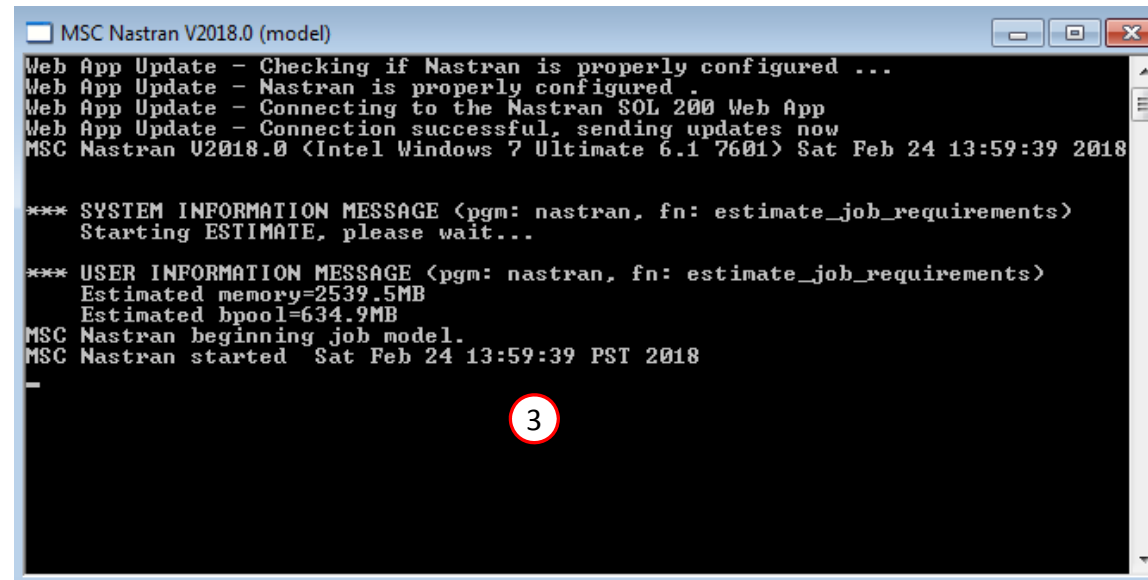 MSC Nastran V2018.0 (model)
Web App Update - Checking if Nastran is properly configured ...
Web App Update - Nastran is properly configured .
Web App Update - Connecting to the Nastran SOL 200 Web App
Web App Update - Connection successful, sending updates now
MSC Nastran V2018.0 (Intel Windows 7 Ultimate 6.1 7601) Sat Feb 24 13:59:39 2018
*** SYSTEM INFORMATION MESSAGE (pgm: nastran, fn: estimate_job_requirements)
Starting ESTIMATE, please wait...
*** USER INFORMATION MESSAGE (pgm: nastran, fn: estimate_job_requirements)
Estimated memory=2539.5MB
Estimated bpool=634.9MB
MSC Nastran beginning job model.
MSC Nastran started  Sat Feb 24 13:59:39 PST 2018
3